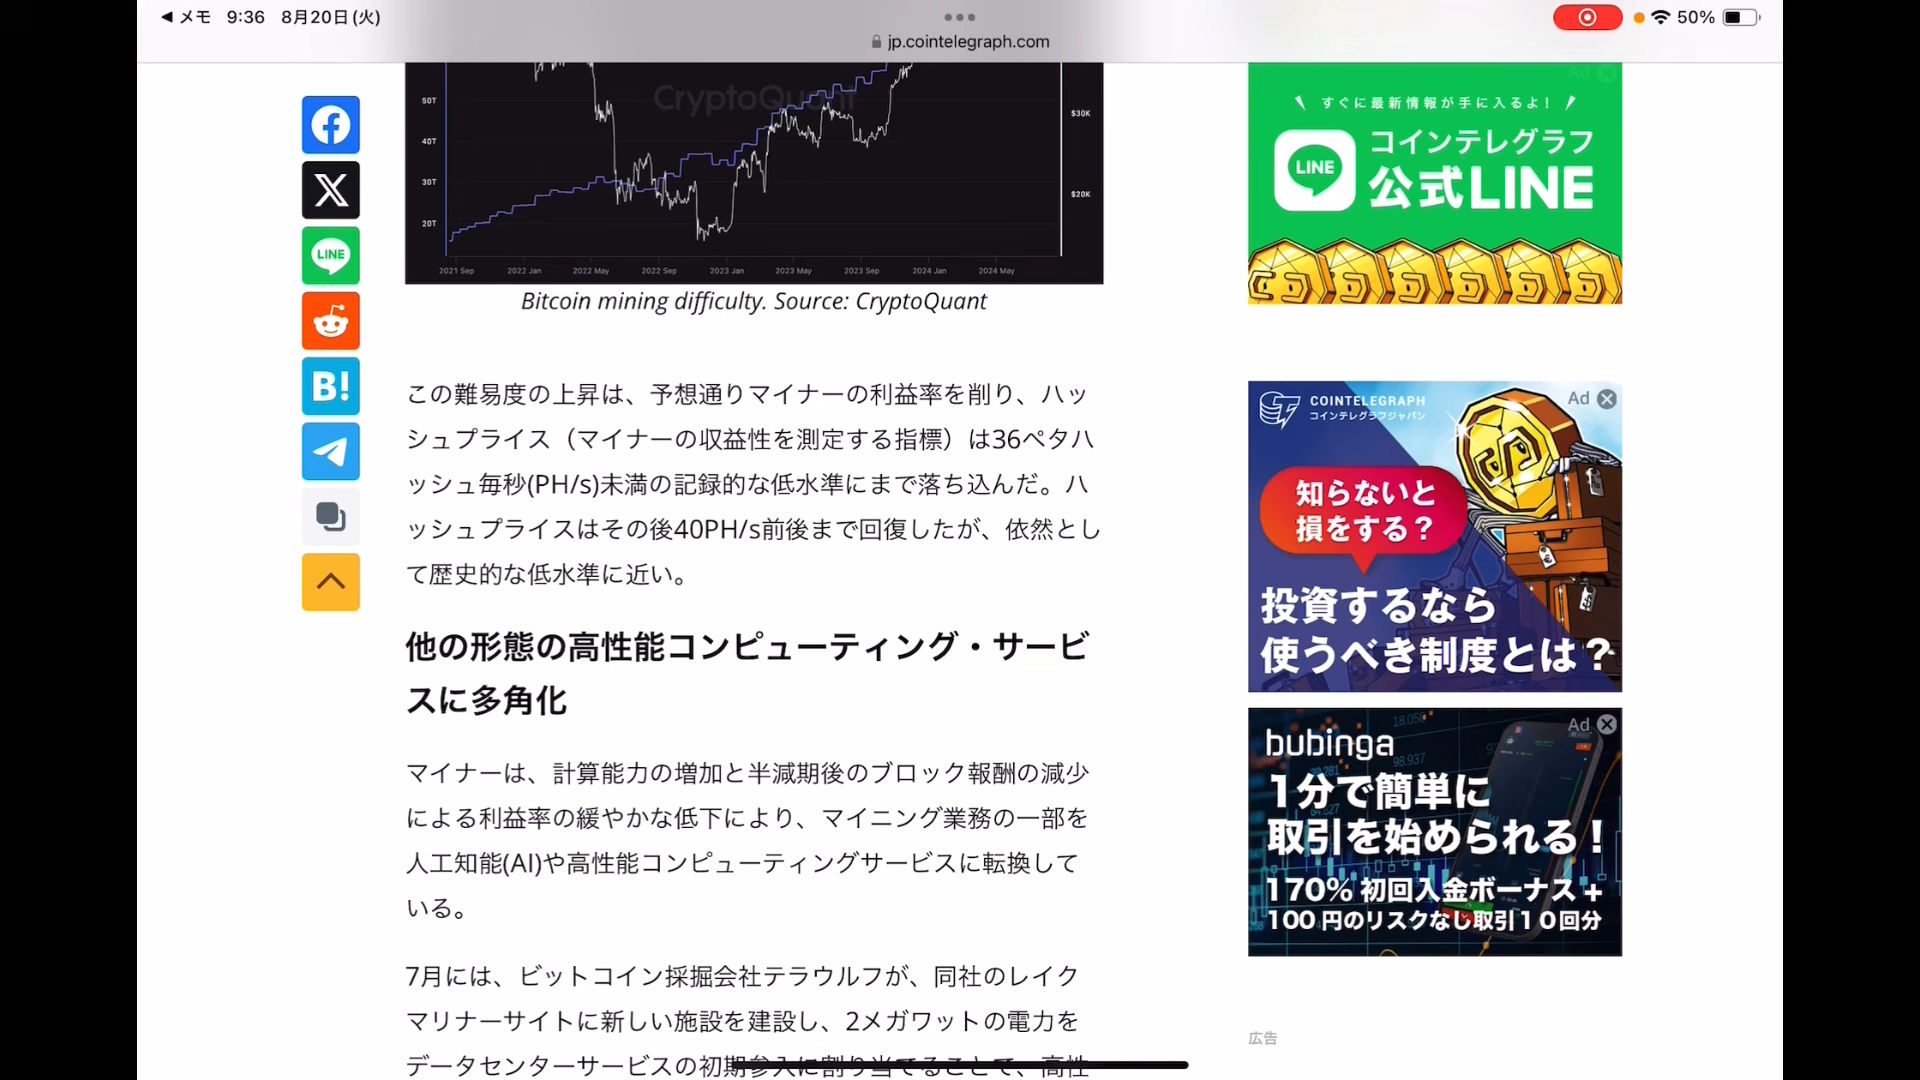 メモ 9:36 8月20日(火)
50%
jp.cointelegraph.com
CryptoQuant
50T
40T
30T
20T
$30K
$20K
2021 Sep 2022 Jan 2022 May 2022 Sep 2023 Jan 2023 May 2023 Sep 2024 Jan 2024 May
Bitcoin mining difficulty. Source: CryptoQuant
LINE
B!
この難易度の上昇は、予想通りマイナーの利益率を削り、ハッ
シュプライス（マイナーの収益性を測定する指標）は36ペタハ
ッシュ毎秒(PH/s)未満の記録的な低水準にまで落ち込んだ。ハ
ッシュプライスはその後40PH/s前後まで回復したが、依然とし
て歴史的な低水準に近い。
他の形態の高性能コンピューティング・サービ
スに多角化
マイナーは、計算能力の増加と半減期後のブロック報酬の減少
による利益率の緩やかな低下により、マイニング業務の一部を
人工知能(AI)や高性能コンピューティングサービスに転換して
いる。
7月には、ビットコイン採掘会社テラウルフが、同社のレイク
マリナーサイトに新しい施設を建設し、2メガワットの電力を
データセンターサービスの初期参入に割り当てることで、高性
Ad
すぐに最新情報が手に入るよ！
LINE
コインテレグラフ
公式LINE
Ad
COINTELEGRAPH
コインテレグラフジャパン
知らないと
損をする？
投資するなら
使うべき制度とは？
Ad
bubinga
18.050
98.937
1分で簡単に
取引を始められる！
170% 初回入金ボーナス +
100 円のリスクなし取引１０回分
広告